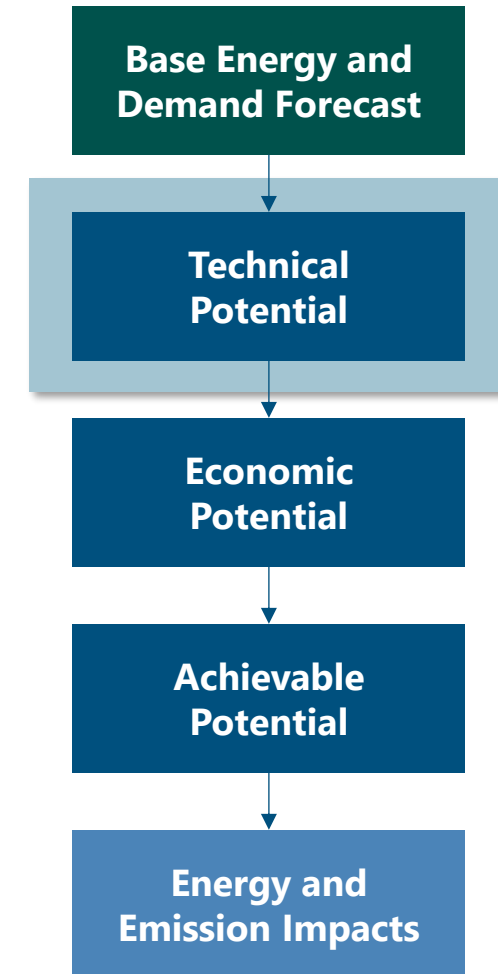 Base Energy and
Demand Forecast
Technical
Potential
Economic
Potential
Achievable
Potential
Energy and
Emission Impacts